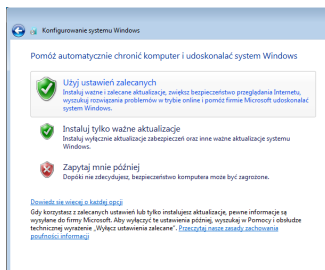 Konfigurowanie systemu Windows
Pomóż automatycznie chronić komputer i udoskonalać system Windows
Użyj ustawień zalecanych
Instaluj ważne i zalecane aktualizacje, zwiększ bezpieczeństwo przeglądania Internetu,
wyszukuj rozwiązania problemów w trybie online i pomóż firmie Microsoft udoskonalać
system Windows.
Instaluj tylko ważne aktualizacje
Instaluj wyłącznie aktualizacje zabezpieczeń oraz inne ważne aktualizacje systemu
Windows.
Zapytaj mnie później
Dopóki nie zdecydujesz, bezpieczeństwo komputera może być zagrożone.
Dowiedz się więcej o każdej opcji
Gdy korzystasz z zalecanych ustawień lub tylko instalujesz aktualizacje, pewne informacje są
wysyłane do firmy Microsoft. Aby wyłączyć te ustawienia później, wyszukaj w Pomocy i obsłudze
technicznej wyrażenie „Wyłącz ustawienia zalecane". Przeczytaj nasze zasady zachowania
poufności informacji